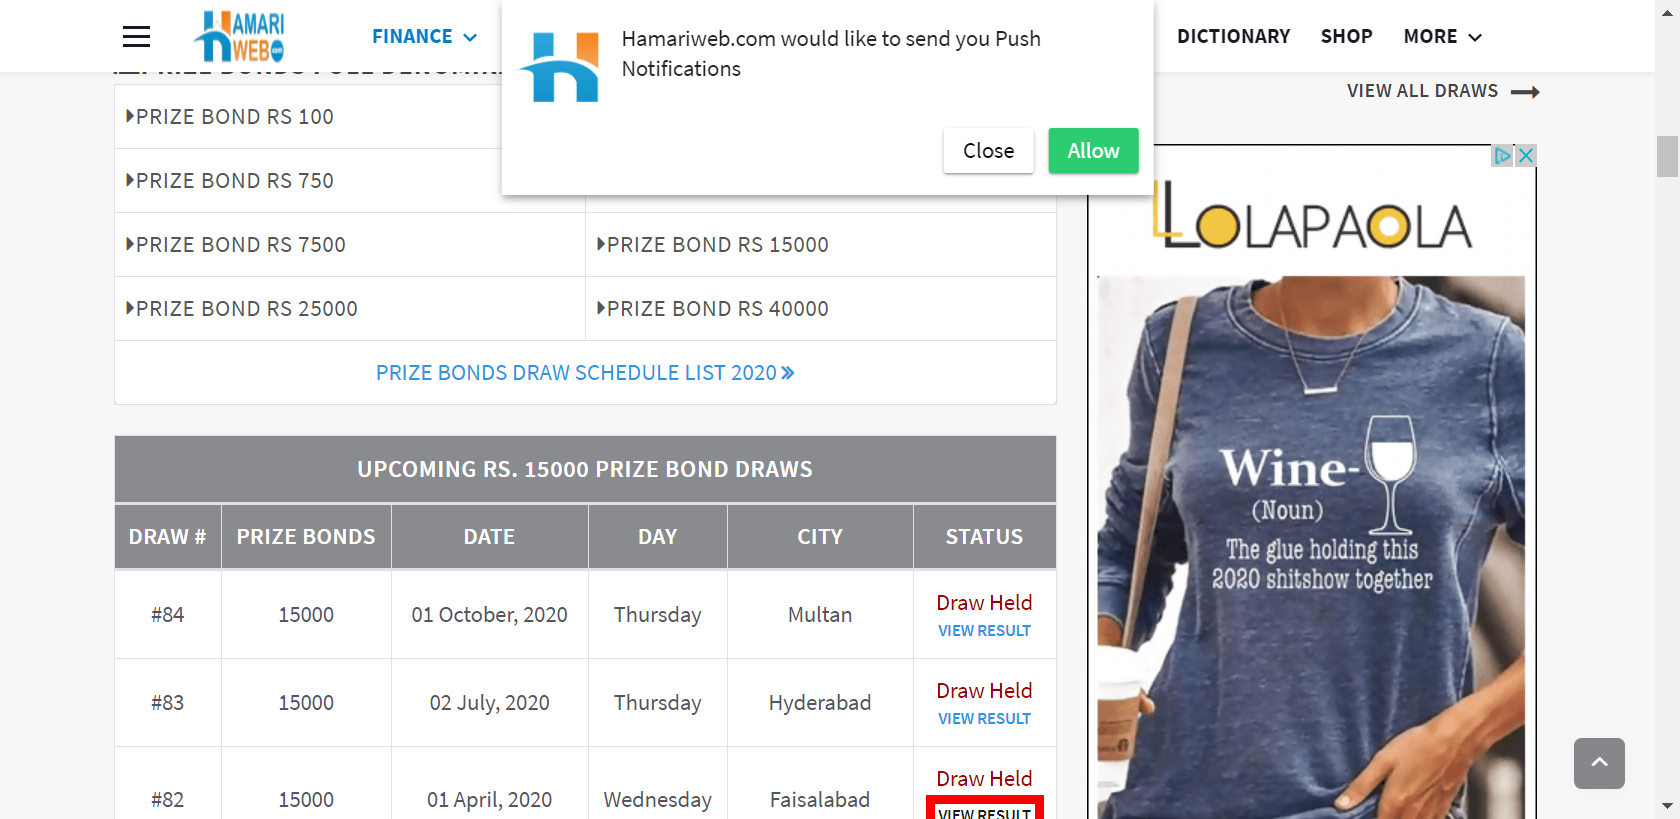 HAMARI
WEB.com
FINANCE
Hamariweb.com would like to send you Push
Notifications
Close
Allow
DICTIONARY
SHOP
MORE
VIEW ALL DRAWS
PRIZE BOND RS 100
PRIZE BOND RS 750
PRIZE BOND RS 7500
PRIZE BOND RS 15000
PRIZE BOND RS 25000
PRIZE BOND RS 40000
PRIZE BONDS DRAW SCHEDULE LIST 2020
UPCOMING RS. 15000 PRIZE BOND DRAWS
DRAW # PRIZE BONDS DATE DAY CITY STATUS
#84 15000 01 October, 2020 Thursday Multan Draw Held
VIEW RESULT
#83 15000 02 July, 2020 Thursday Hyderabad Draw Held
VIEW RESULT
#82 15000 01 April, 2020 Wednesday Faisalabad Draw Held
VIEW RESULT
LOLAPAOLA
Wine-
(Noun)
The glue holding this
2020 shitshow together